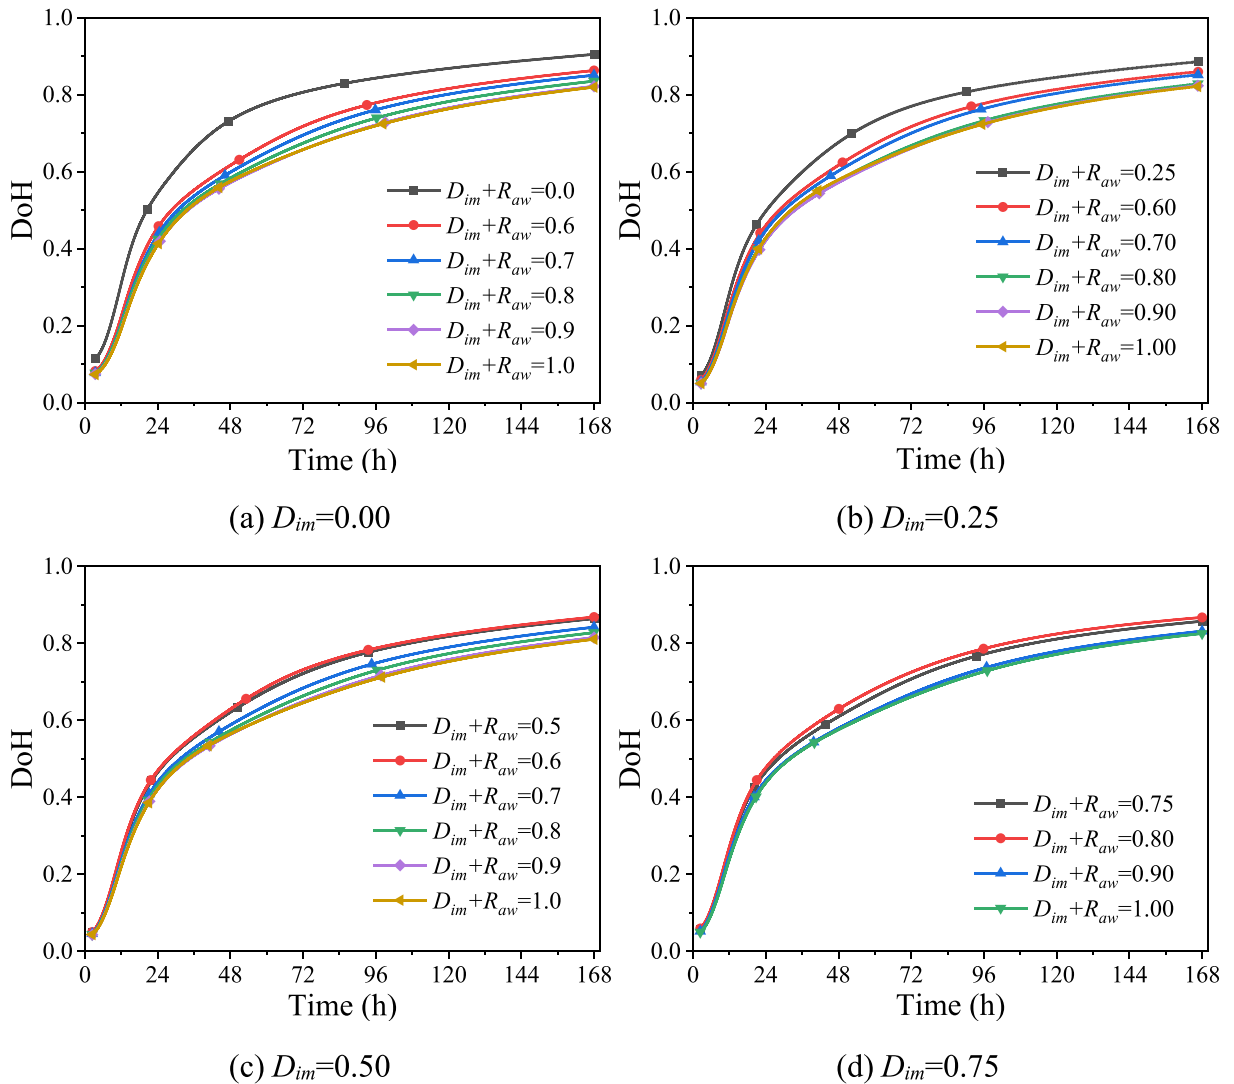 1.0
0.8
0.6
0.4
0.2
0.0
DoH
D_im+R_aw=0.0
D_im+R_aw=0.6
D_im+R_aw=0.7
D_im+R_aw=0.8
D_im+R_aw=0.9
D_im+R_aw=1.0
0 24 48 72 96 120 144 168
Time (h)
(a) D_im=0.00
1.0
0.8
0.6
0.4
0.2
0.0
DoH
D_im+R_aw=0.25
D_im+R_aw=0.60
D_im+R_aw=0.70
D_im+R_aw=0.80
D_im+R_aw=0.90
D_im+R_aw=1.00
0 24 48 72 96 120 144 168
Time (h)
(b) D_im=0.25
1.0
0.8
0.6
0.4
0.2
0.0
DoH
D_im+R_aw=0.5
D_im+R_aw=0.6
D_im+R_aw=0.7
D_im+R_aw=0.8
D_im+R_aw=0.9
D_im+R_aw=1.0
0 24 48 72 96 120 144 168
Time (h)
(c) D_im=0.50
1.0
0.8
0.6
0.4
0.2
0.0
DoH
D_im+R_aw=0.75
D_im+R_aw=0.80
D_im+R_aw=0.90
D_im+R_aw=1.00
0 24 48 72 96 120 144 168
Time (h)
(d) D_im=0.75